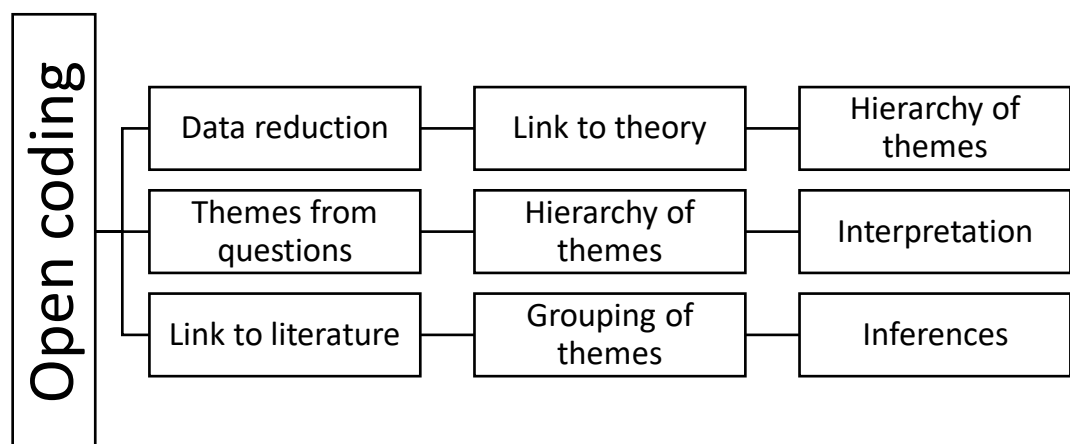 Open coding
Data reduction
Link to theory
Hierarchy of
themes
Themes from
questions
Hierarchy of
themes
Interpretation
Link to literature
Grouping of
themes
Inferences